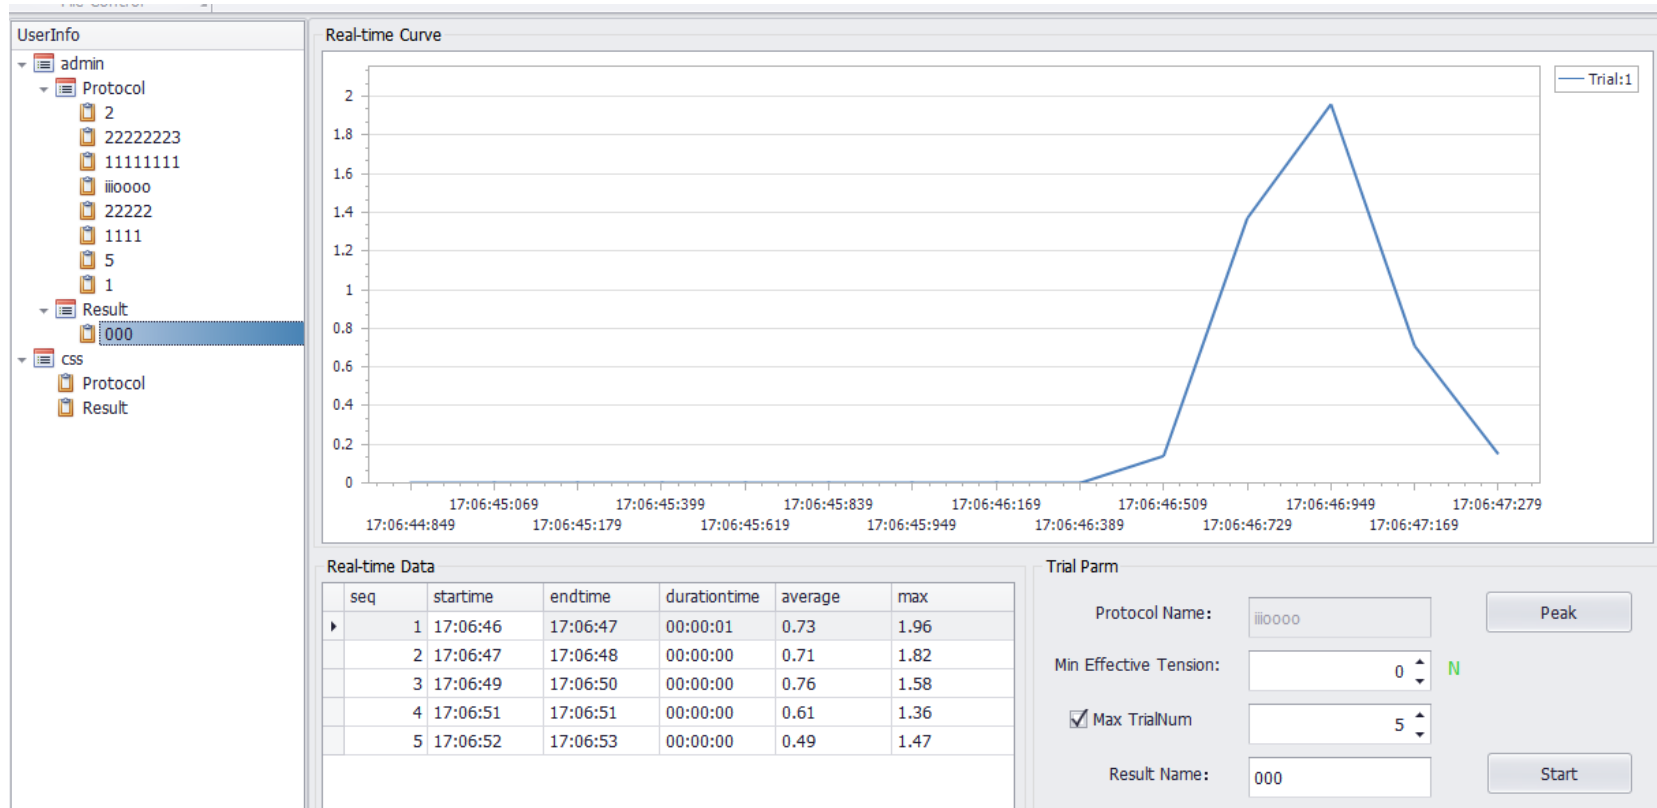 File Control
UserInfo
admin
Protocol
2
22222223
11111111
iiioooo
22222
1111
5
1
Result
000
css
Protocol
Result
Real-time Curve
Trial:1
2
1.8
1.6
1.4
1.2
1
0.8
0.6
0.4
0.2
0
17:06:45:069 17:06:45:399 17:06:45:839 17:06:46:169 17:06:46:509 17:06:46:949 17:06:47:279
17:06:44:849 17:06:45:179 17:06:45:619 17:06:45:949 17:06:46:389 17:06:46:729 17:06:47:169
Real-time Data
seq startime endtime durationtime average max
1 17:06:46 17:06:47 00:00:01 0.73 1.96
2 17:06:47 17:06:48 00:00:00 0.71 1.82
3 17:06:49 17:06:50 00:00:00 0.76 1.58
4 17:06:51 17:06:51 00:00:00 0.61 1.36
5 17:06:52 17:06:53 00:00:00 0.49 1.47
Trial Parm
Protocol Name: iiioooo Peak
Min Effective Tension: 0 N
Max TrialNum 5
Result Name: 000 Start